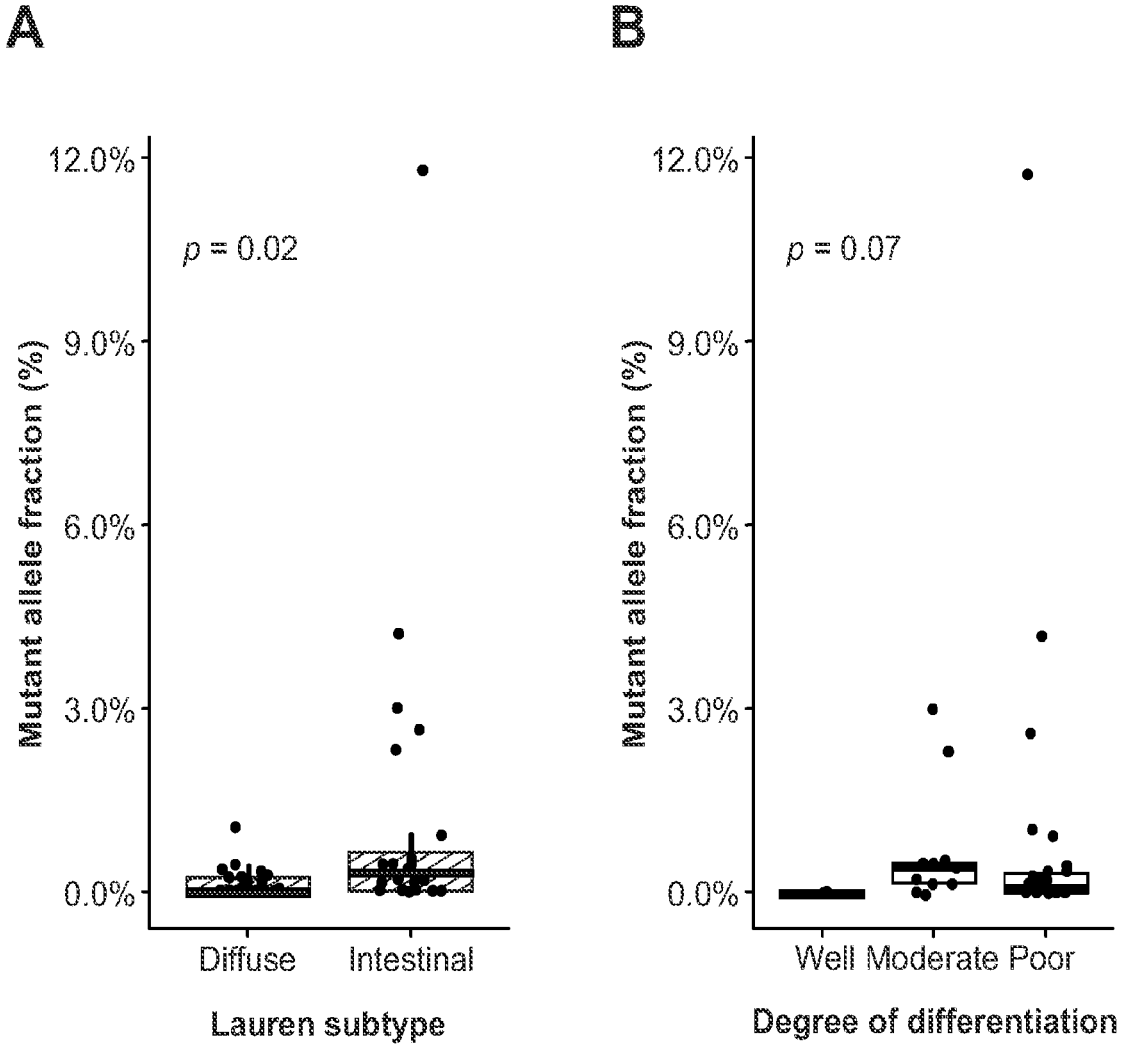 A
12.0%
p = 0.02
9.0%
6.0%
3.0%
0.0%
Mutant allele fraction (%)
Diffuse Intestinal
Lauren subtype
B
12.0%
p = 0.07
9.0%
6.0%
3.0%
0.0%
Mutant allele fraction (%)
Well Moderate Poor
Degree of differentiation